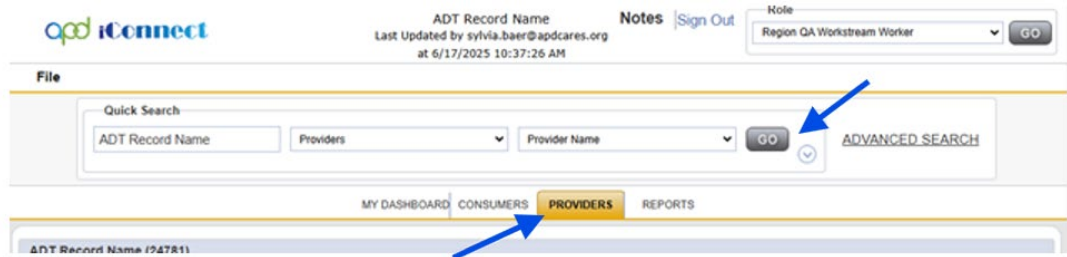 apd iConnect
ADT Record Name
Last Updated by sylvia.baer@apdcares.org
at 6/17/2025 10:37:26 AM
Notes
Sign Out
Role
Region QA Workstream Worker
GO
File
Quick Search
ADT Record Name
Providers
Provider Name
GO
ADVANCED SEARCH
MY DASHBOARD
CONSUMERS
PROVIDERS
REPORTS
ADT Record Name (24781)